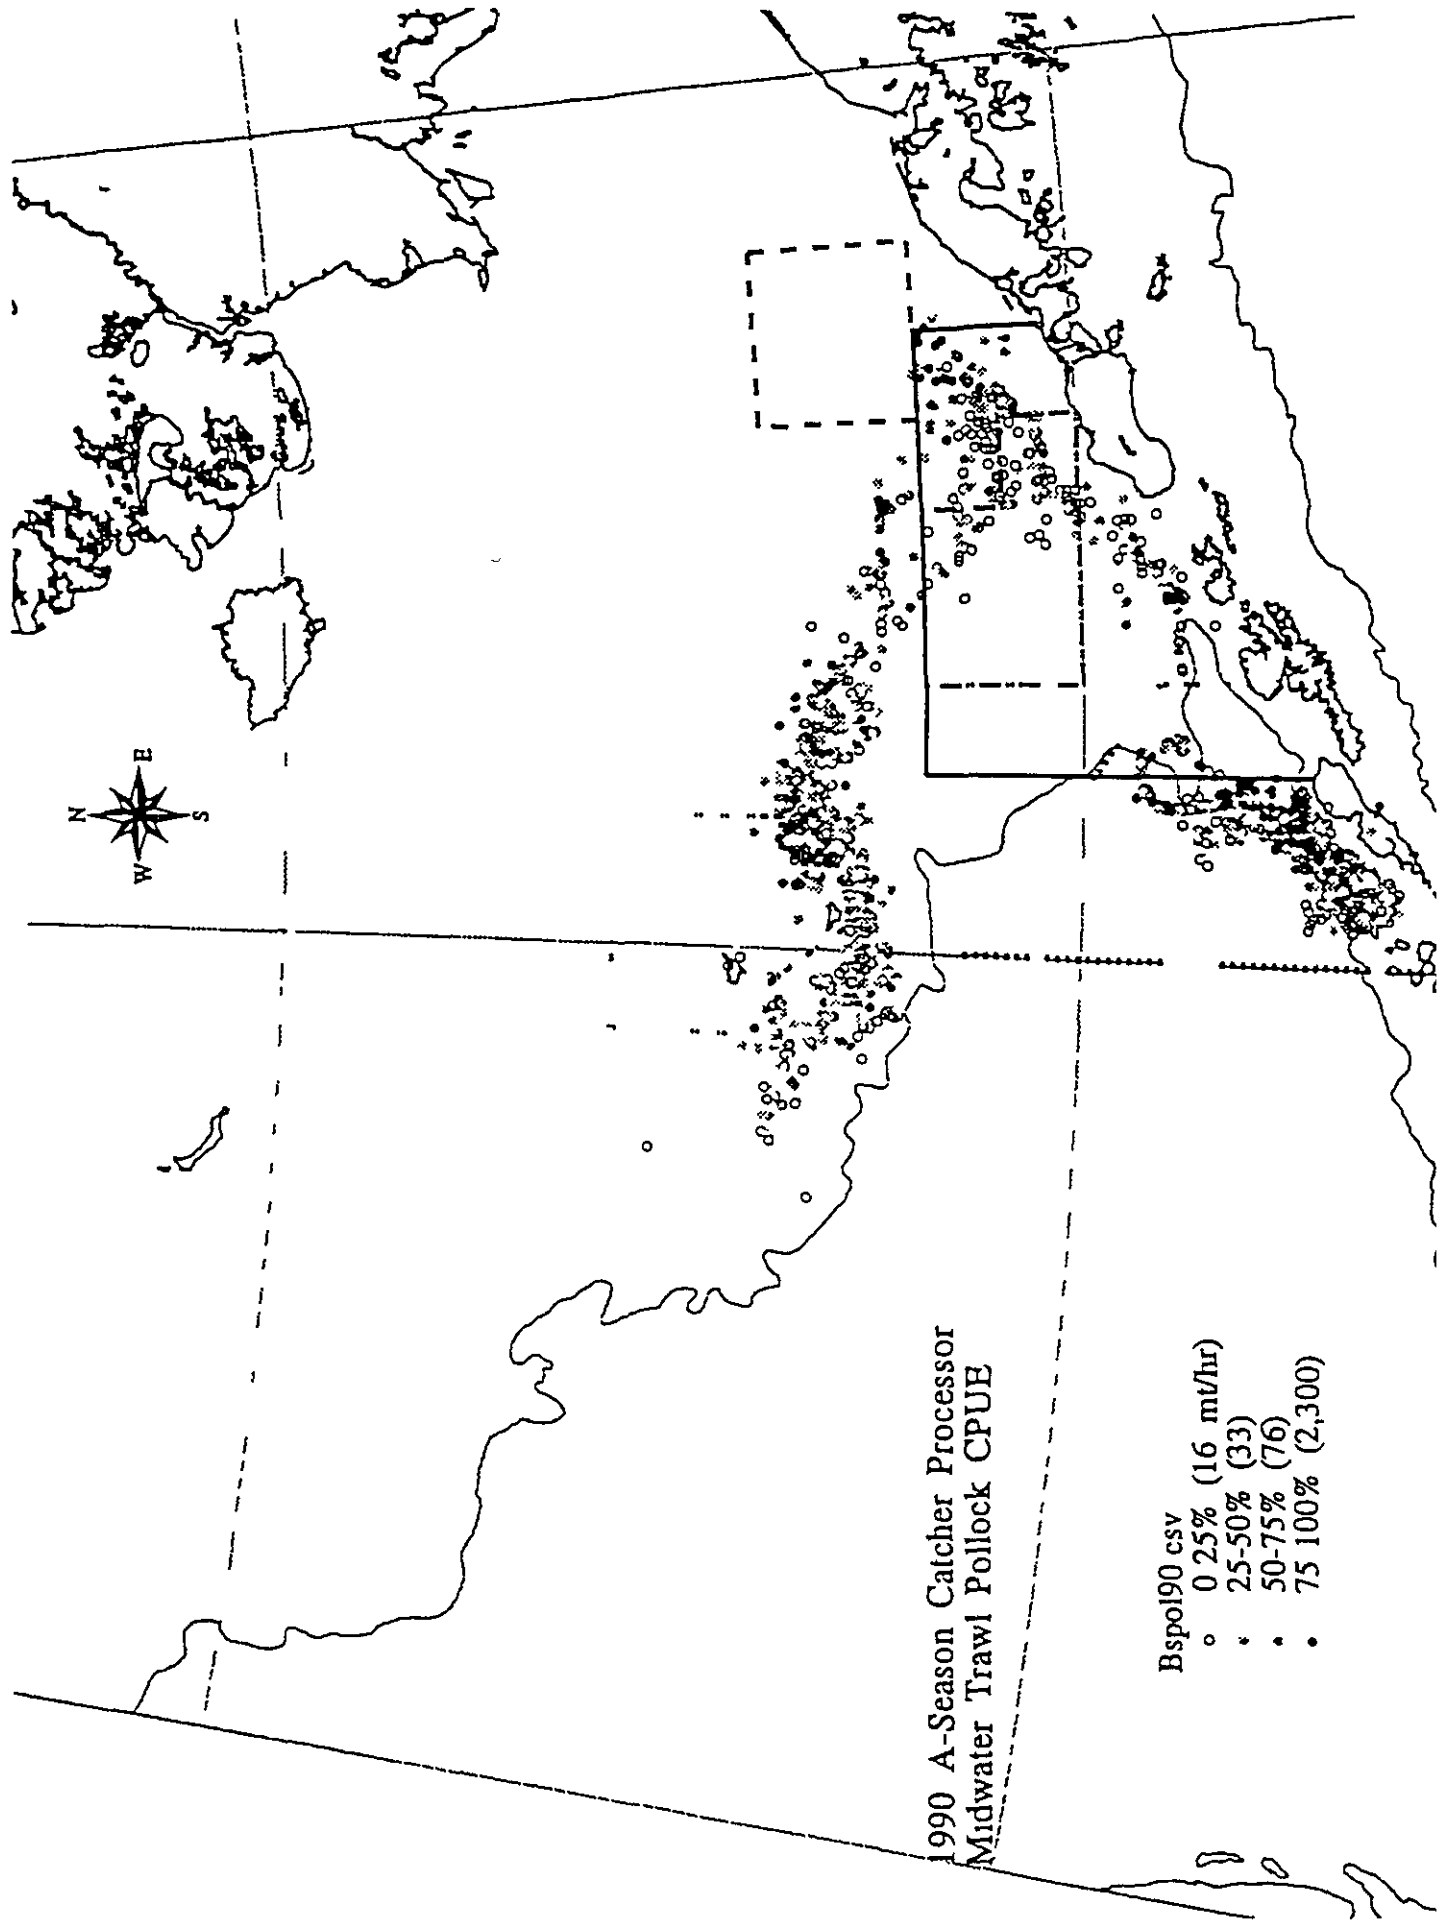 N
W E
S
1990 A-Season Catcher Processor
Midwater Trawl Pollock CPUE
Bspol90 csv
0 25% (16 mt/hr)
25-50% (33)
50-75% (76)
75 100% (2,300)